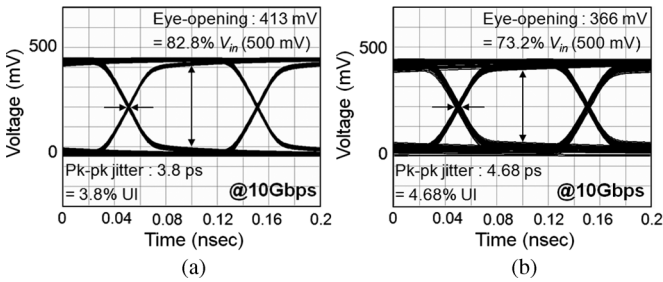 Eye-opening : 413 mV
= 82.8% Vin (500 mV)
500
Voltage (mV)
0
Pk-pk jitter : 3.8 ps
= 3.8% UI
@10Gbps
0 0.04 0.08 0.12 0.16 0.2
Time (nsec)
(a)
Eye-opening : 366 mV
= 73.2% Vin (500 mV)
500
Voltage (mV)
0
Pk-pk jitter : 4.68 ps
= 4.68% UI
@10Gbps
0 0.04 0.08 0.12 0.16 0.2
Time (nsec)
(b)